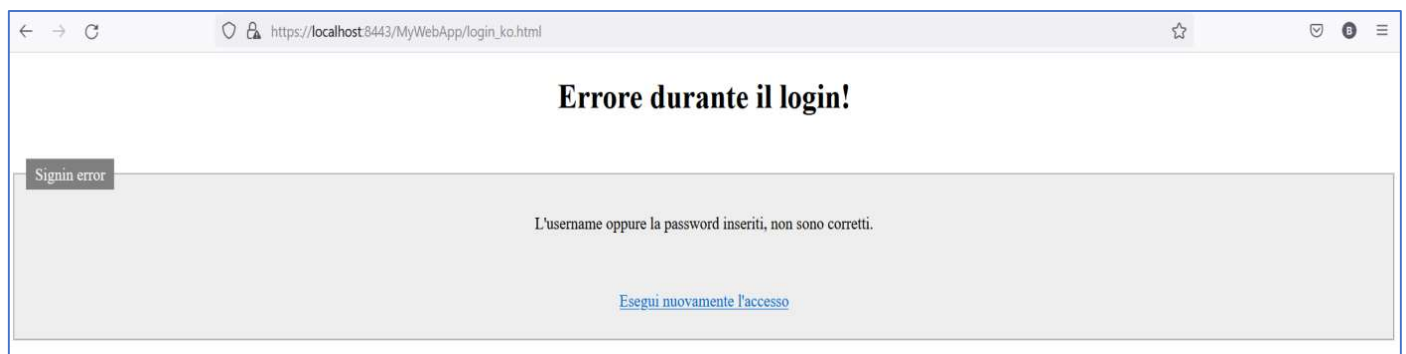 https://localhost:8443/MyWebApp/login_ko.html
B
Errore durante il login!
Signin error
L'username oppure la password inseriti, non sono corretti.
Esegui nuovamente l'accesso